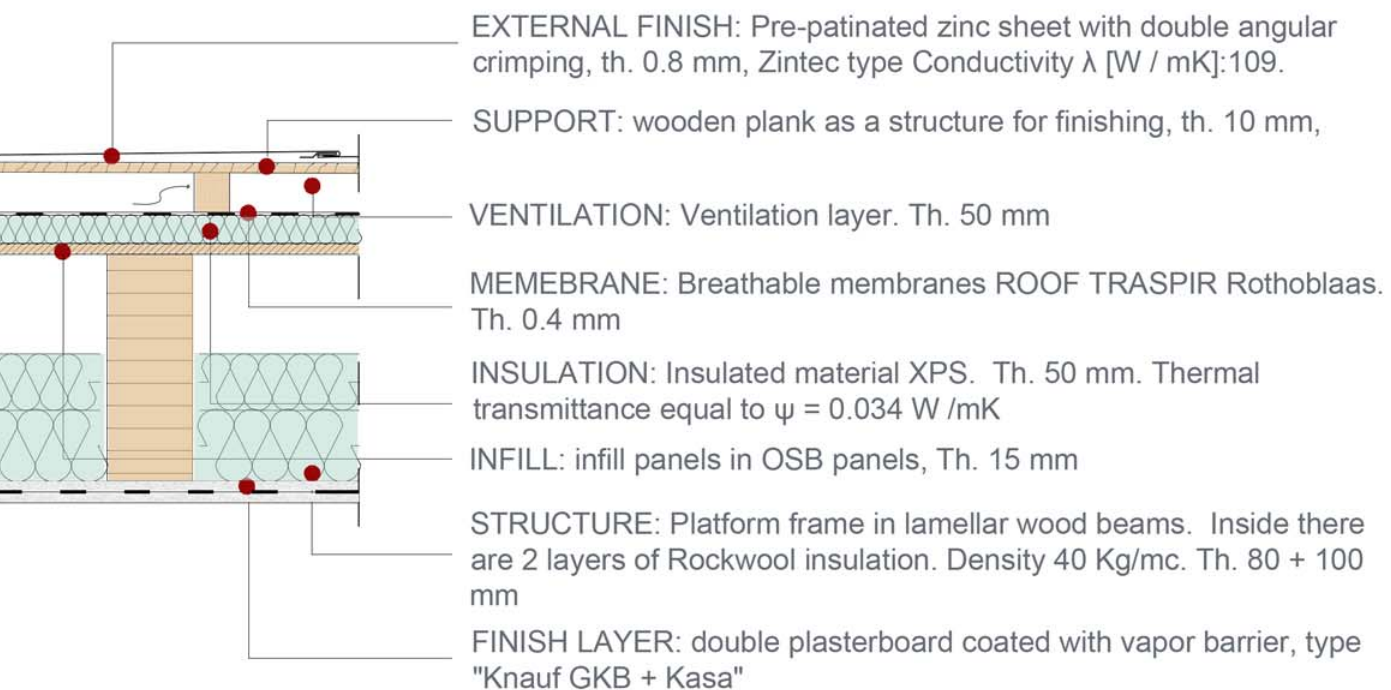 EXTERNAL FINISH: Pre-patinated zinc sheet with double angular
crimping, th. 0.8 mm, Zintec type Conductivity λ [W / mK]:109.
SUPPORT: wooden plank as a structure for finishing, th. 10 mm,
VENTILATION: Ventilation layer. Th. 50 mm
MEMEBRANE: Breathable membranes ROOF TRASPIR Rothoblaas.
Th. 0.4 mm
INSULATION: Insulated material XPS.  Th. 50 mm. Thermal
transmittance equal to ψ = 0.034 W /mK
INFILL: infill panels in OSB panels, Th. 15 mm
STRUCTURE: Platform frame in lamellar wood beams.  Inside there
are 2 layers of Rockwool insulation. Density 40 Kg/mc. Th. 80 + 100
mm
FINISH LAYER: double plasterboard coated with vapor barrier, type
"Knauf GKB + Kasa"